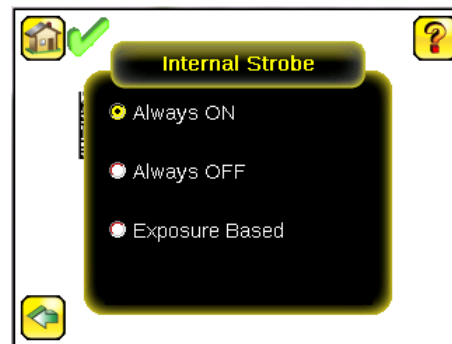 ?
Internal Strobe
Always ON
Always OFF
Exposure Based